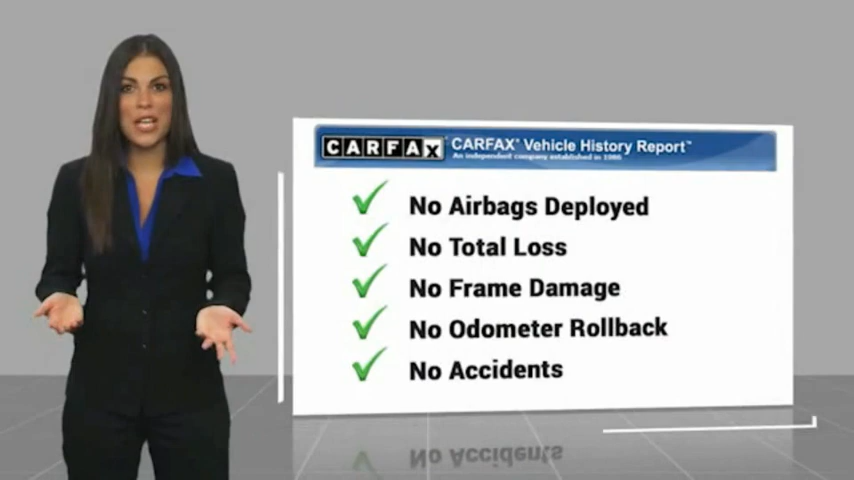 CARFAX CARFAX® Vehicle History Report™
An independent company established in 1986
No Airbags Deployed
No Total Loss
No Frame Damage
No Odometer Rollback
No Accidents
No Accidents